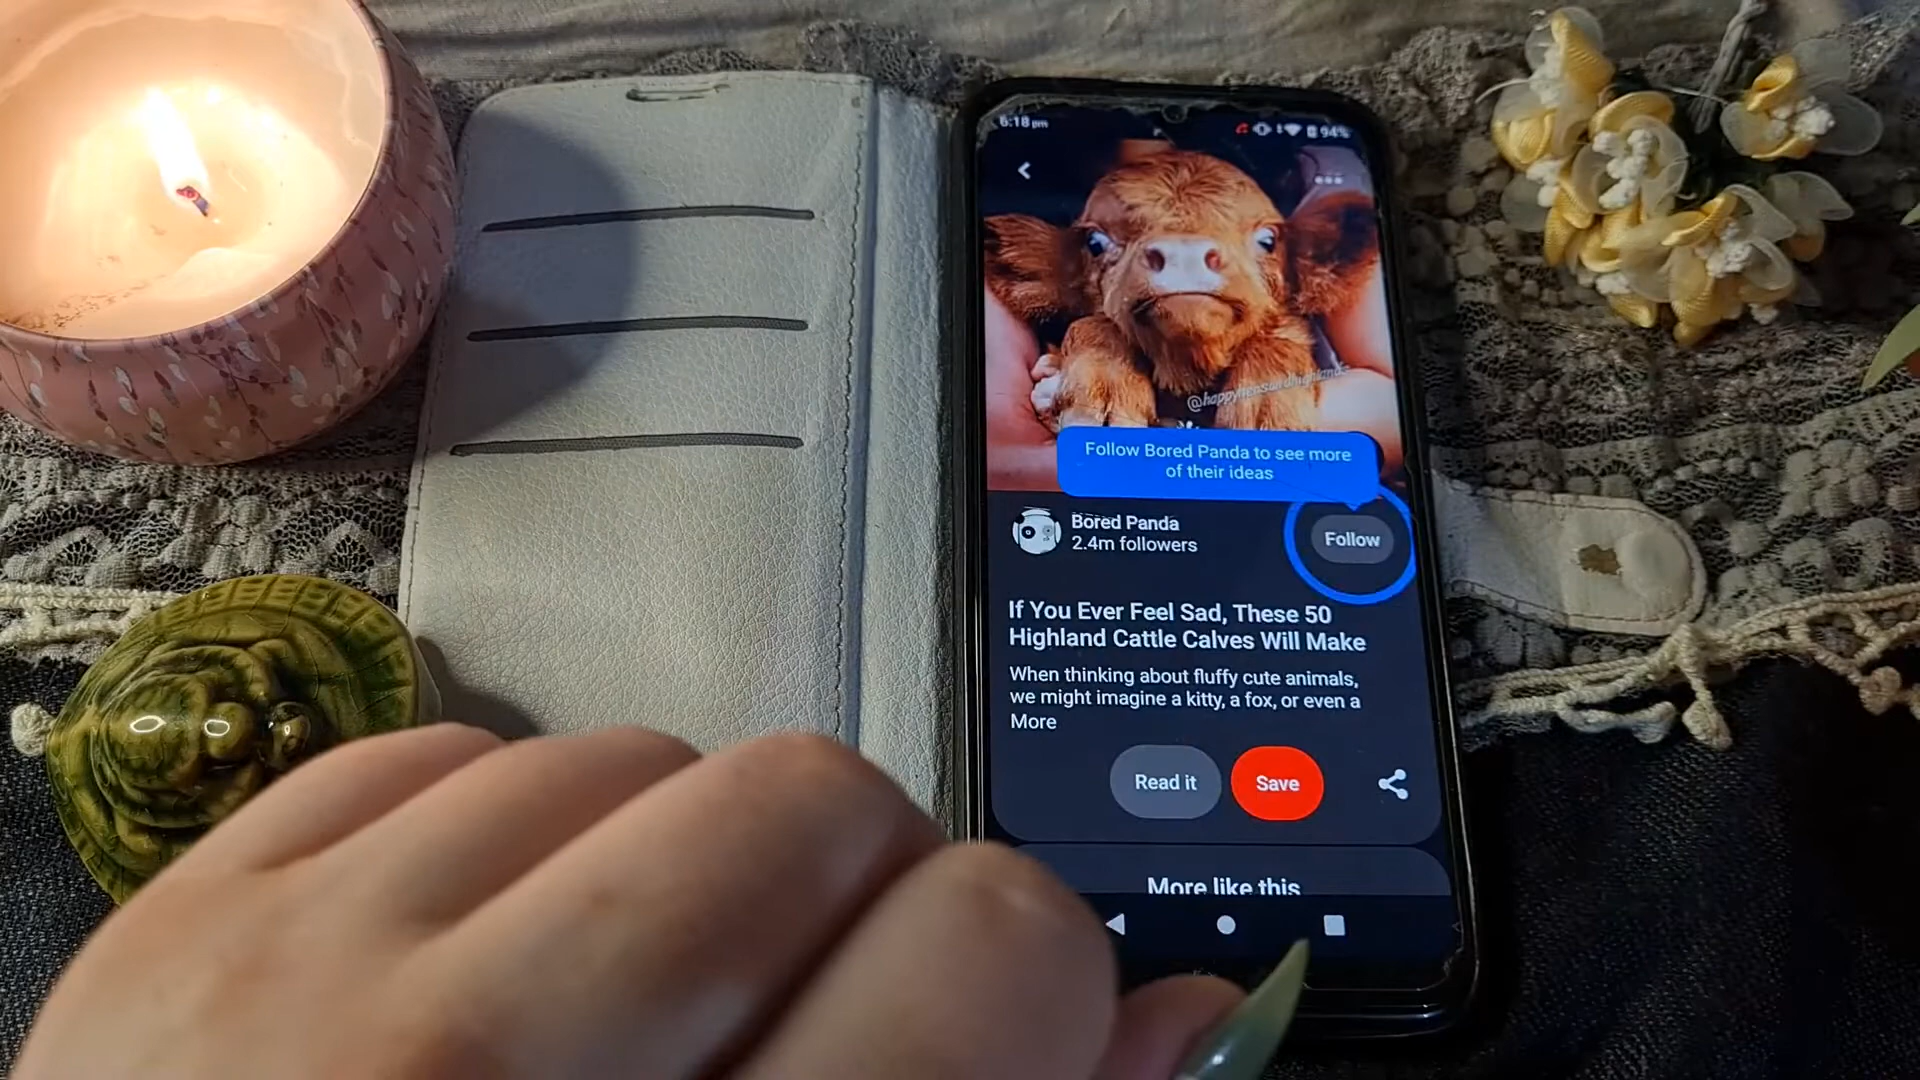 6:18 pm
94%
@happyhensandhighlands
Follow Bored Panda to see more
of their ideas
Bored Panda
2.4m followers
Follow
If You Ever Feel Sad, These 50
Highland Cattle Calves Will Make
When thinking about fluffy cute animals,
we might imagine a kitty, a fox, or even a
More
Read it
Save
More like this